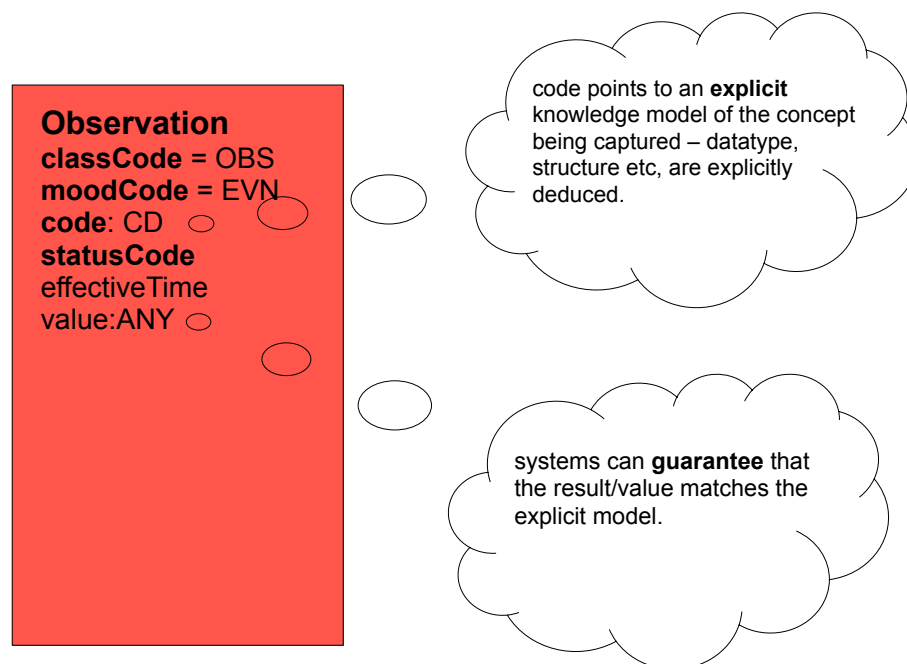 Observation
classCode = OBS
moodCode = EVN
code: CD
statusCode
effectiveTime
value:ANY
code points to an explicit
knowledge model of the concept
being captured – datatype,
structure etc, are explicitly
deduced.
systems can guarantee that
the result/value matches the
explicit model.